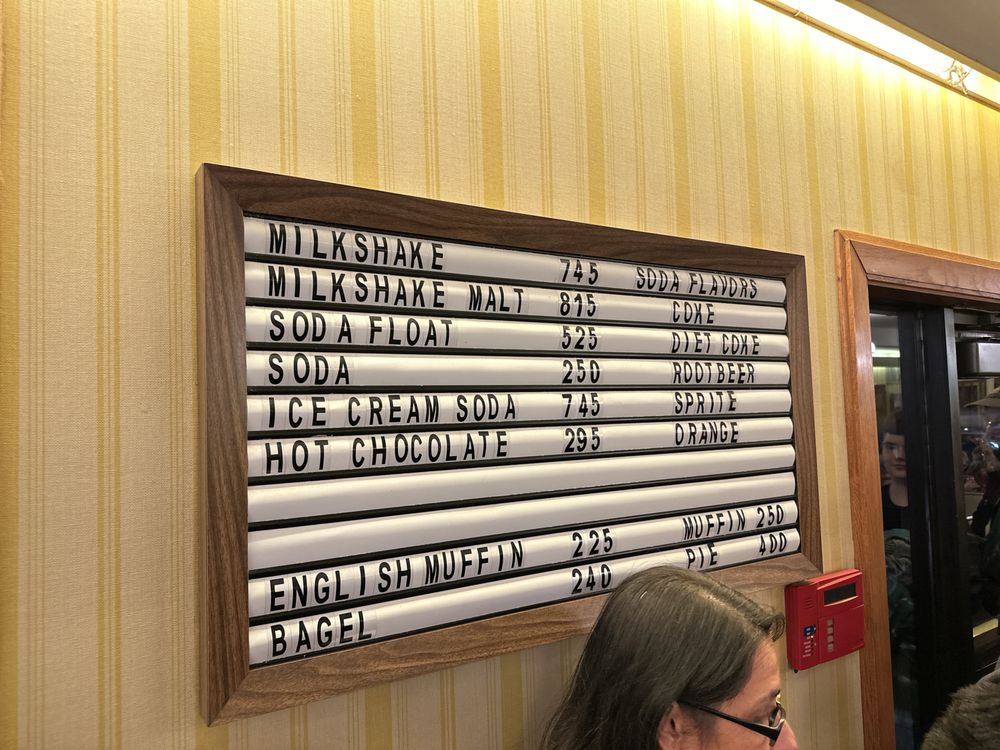 MILKSHAKE 745 SODA FLAVORS
MILKSHAKE MALT 815 COKE
SODA FLOAT 525 DIET COKE
SODA 250 ROOTBEER
ICE CREAM SODA 745 SPRITE
HOT CHOCOLATE 295 ORANGE
ENGLISH MUFFIN 225 MUFFIN 250
BAGEL 240 PIE 400